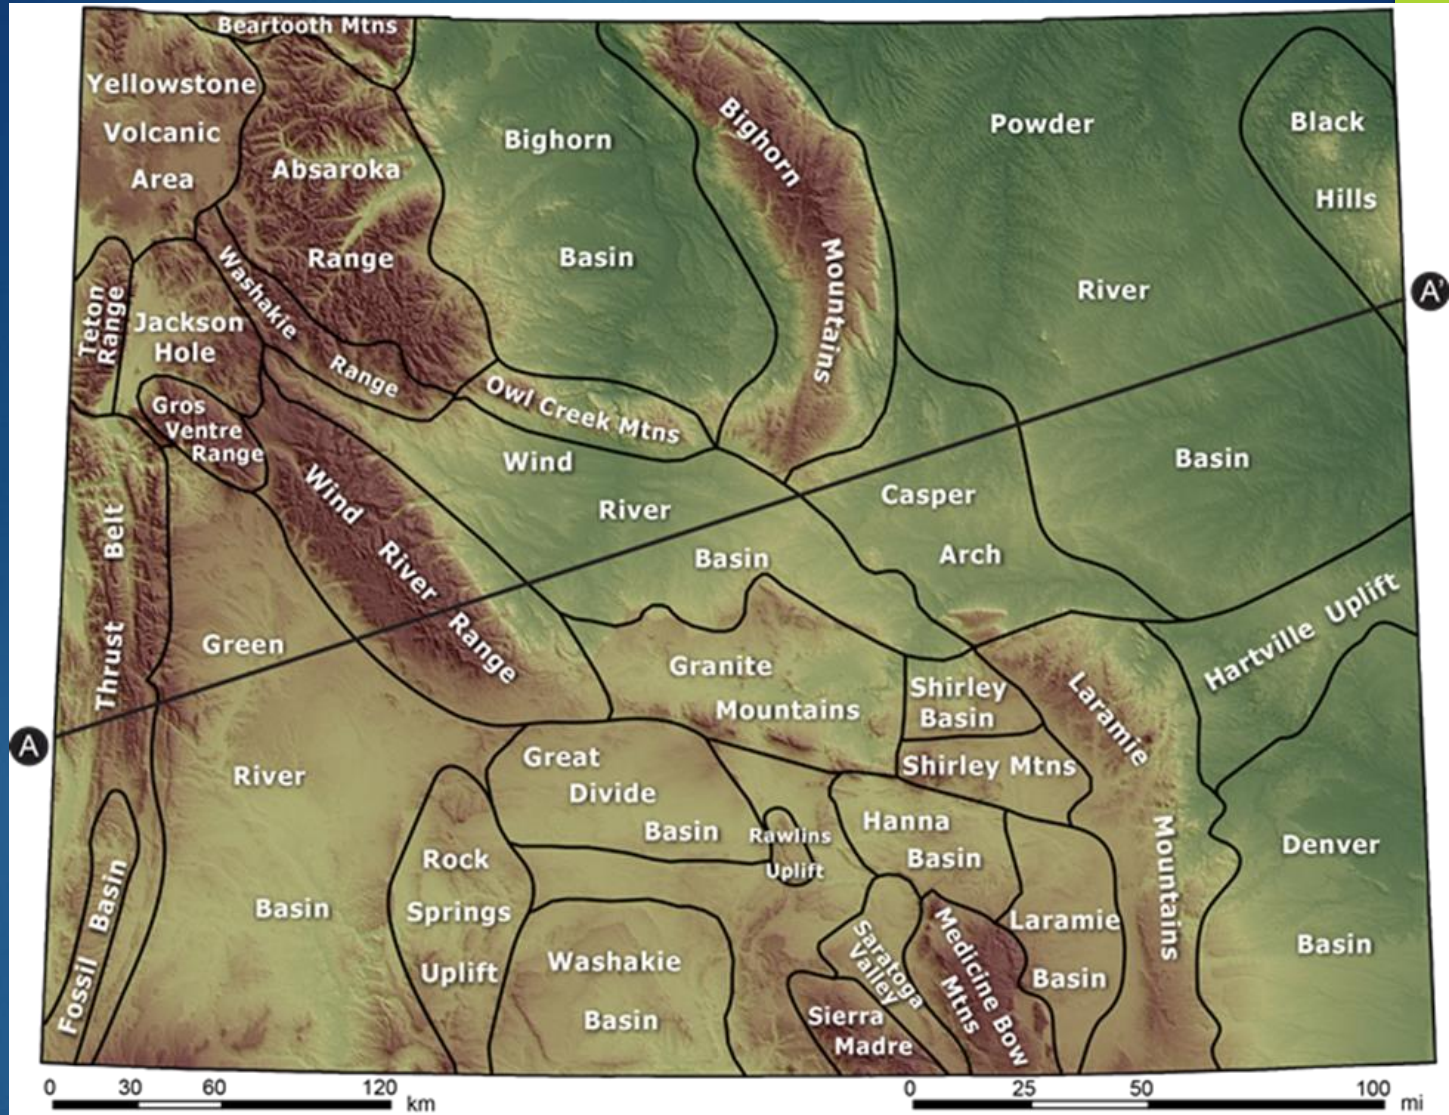 Beartooth Mtns
Yellowstone
Volcanic
Area
Absaroka
Range
Bighorn
Basin
Bighorn
Mountains
Powder
River
Basin
Black
Hills
A'
Teton
Range
Jackson
Hole
Washakie
Range
Owl Creek Mtns
Gros
Ventre
Range
Wind
River
Range
Wind
River
Basin
Casper
Arch
Thrust Belt
Green
River
Basin
Granite
Mountains
Shirley
Basin
Shirley Mtns
Laramie
Mountains
Hartville Uplift
A
Great
Divide
Basin
Rawlins
Uplift
Hanna
Basin
Denver
Basin
Fossil Basin
Rock
Springs
Uplift
Washakie
Basin
Saratoga
Valley
Sierra
Madre
Medicine Bow
Mtns
Laramie
Basin
0 30 60 120 km
0 25 50 100 mi